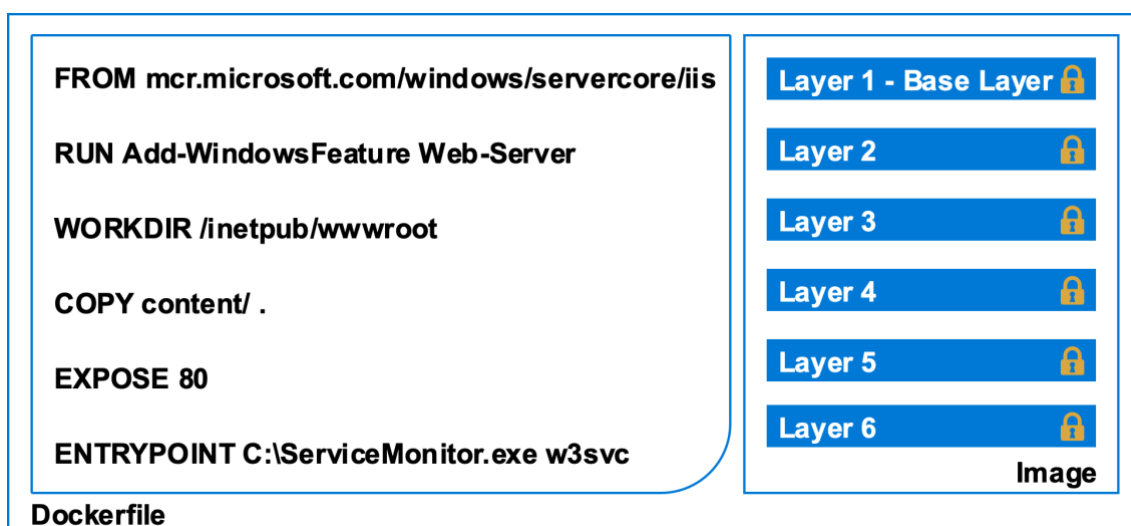 FROM mcr.microsoft.com/windows/servercore/iis
RUN Add-WindowsFeature Web-Server
WORKDIR /inetpub/wwwroot
COPY content/ .
EXPOSE 80
ENTRYPOINT C:\ServiceMonitor.exe w3svc
Dockerfile
Layer 1 - Base Layer
Layer 2
Layer 3
Layer 4
Layer 5
Layer 6
Image